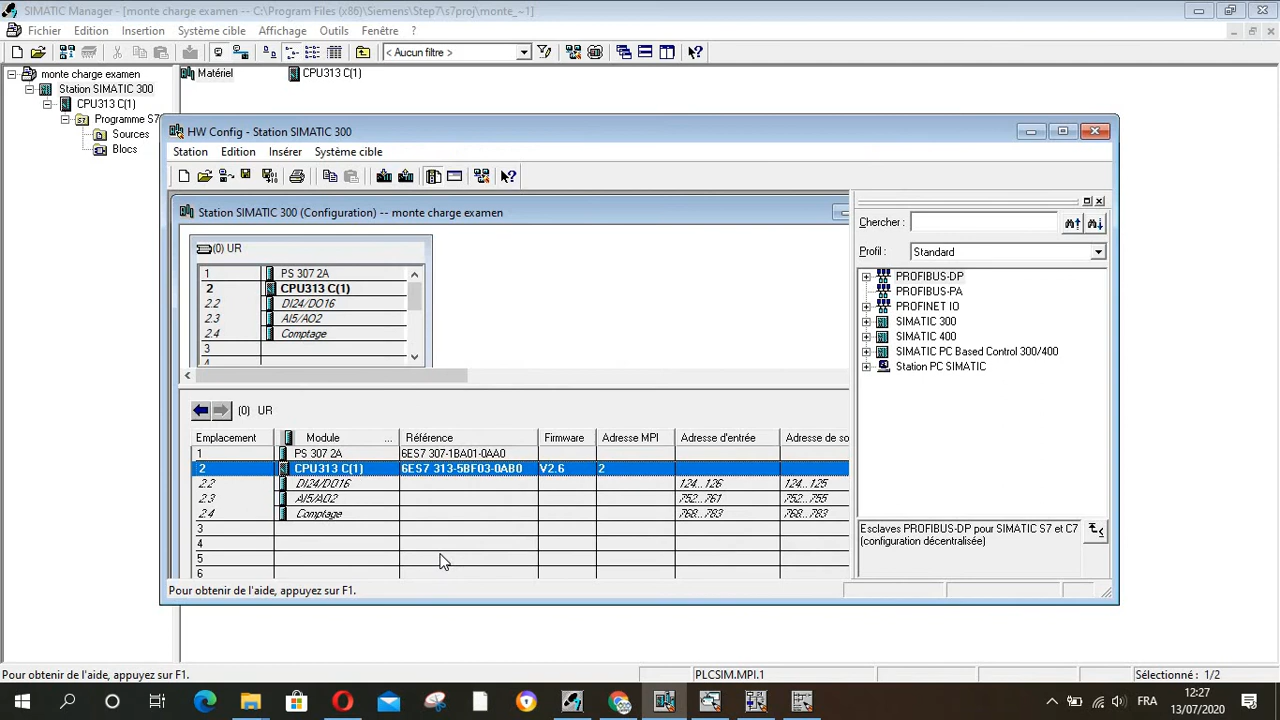 SIMATIC Manager - [monte charge examen -- C:\Program Files (x86)\Siemens\Step7\s7proj\monte_~1]
Fichier Edition Insertion Système cible Affichage Outils Fenêtre ?
< Aucun filtre >
monte charge examen
Station SIMATIC 300
CPU313 C(1)
Programme S7
Sources
Blocs
Matériel
CPU313 C(1)
HW Config - Station SIMATIC 300
Station Edition Insérer Système cible
Station SIMATIC 300 (Configuration) -- monte charge examen
(0) UR
1 PS 307 2A
2 CPU313 C(1)
2.2 DI24/DO16
2.3 AI5/AO2
2.4 Comptage
3
4
(0) UR
Emplacement Module ... Référence Firmware Adresse MPI Adresse d'entrée Adresse de so
1 PS 307 2A 6ES7 307-1BA01-0AA0
2 CPU313 C(1) 6ES7 313-5BF03-0AB0 V2.6 2
2.2 DI24/DO16 124...126 124...125
2.3 AI5/AO2 752...761 752...755
2.4 Comptage 768...783 768...783
3
4
5
6
Pour obtenir de l'aide, appuyez sur F1.
Chercher :
Profil : Standard
PROFIBUS-DP
PROFIBUS-PA
PROFINET IO
SIMATIC 300
SIMATIC 400
SIMATIC PC Based Control 300/400
Station PC SIMATIC
Esclaves PROFIBUS-DP pour SIMATIC S7 et C7
(configuration décentralisée)
Pour obtenir de l'aide, appuyez sur F1.
PLCSIM.MPI.1
Sélectionné : 1/2
FRA
12:27
13/07/2020